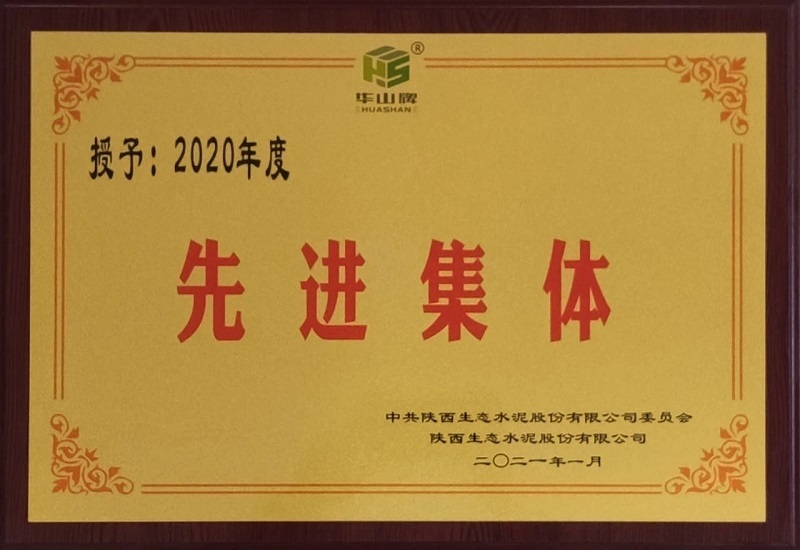 HS®
华山牌
HUASHAN
授予：2020年度
先进集体
中共陕西生态水泥股份有限公司委员会
陕西生态水泥股份有限公司
二〇二一年一月